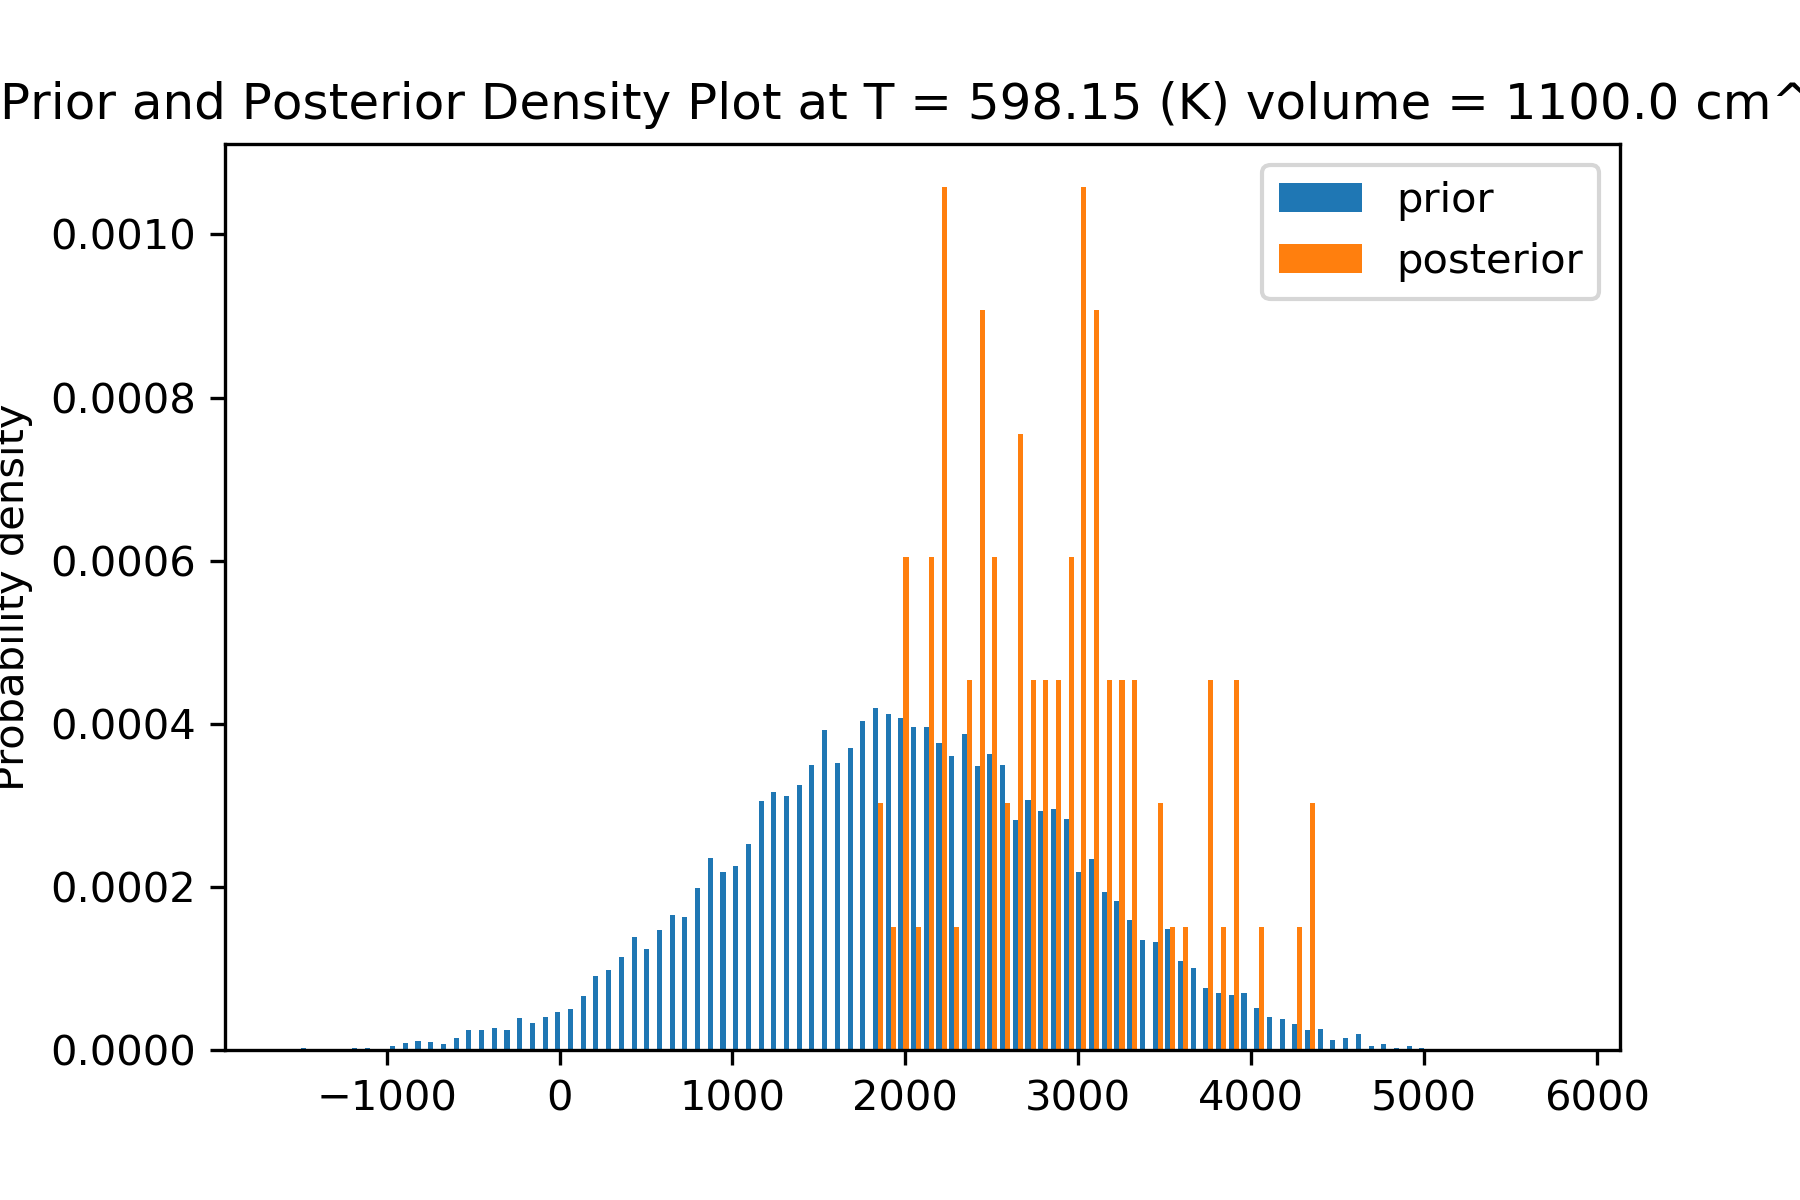 Prior and Posterior Density Plot at T = 598.15 (K) volume = 1100.0 cm^
prior
posterior
Probability density
0.0010
0.0008
0.0006
0.0004
0.0002
0.0000
−1000 0 1000 2000 3000 4000 5000 6000